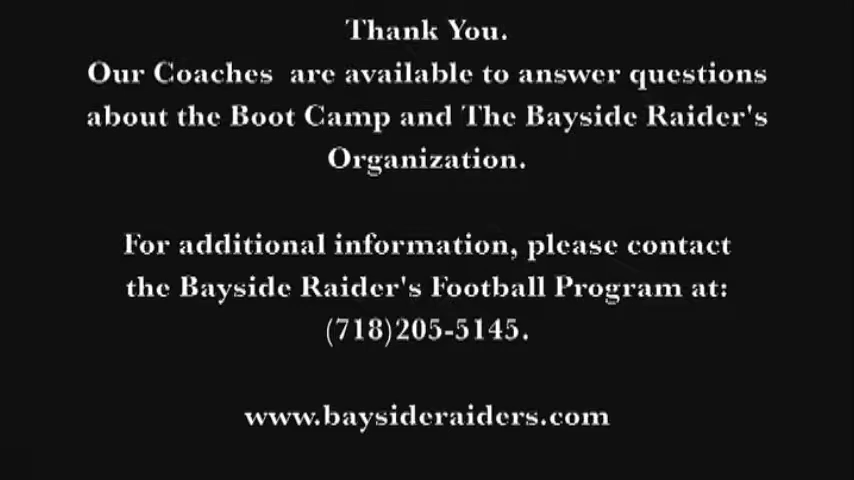 Thank You.
Our Coaches are available to answer questions
about the Boot Camp and The Bayside Raider's
Organization.
For additional information, please contact
the Bayside Raider's Football Program at:
(718)205-5145.
www.baysideraiders.com